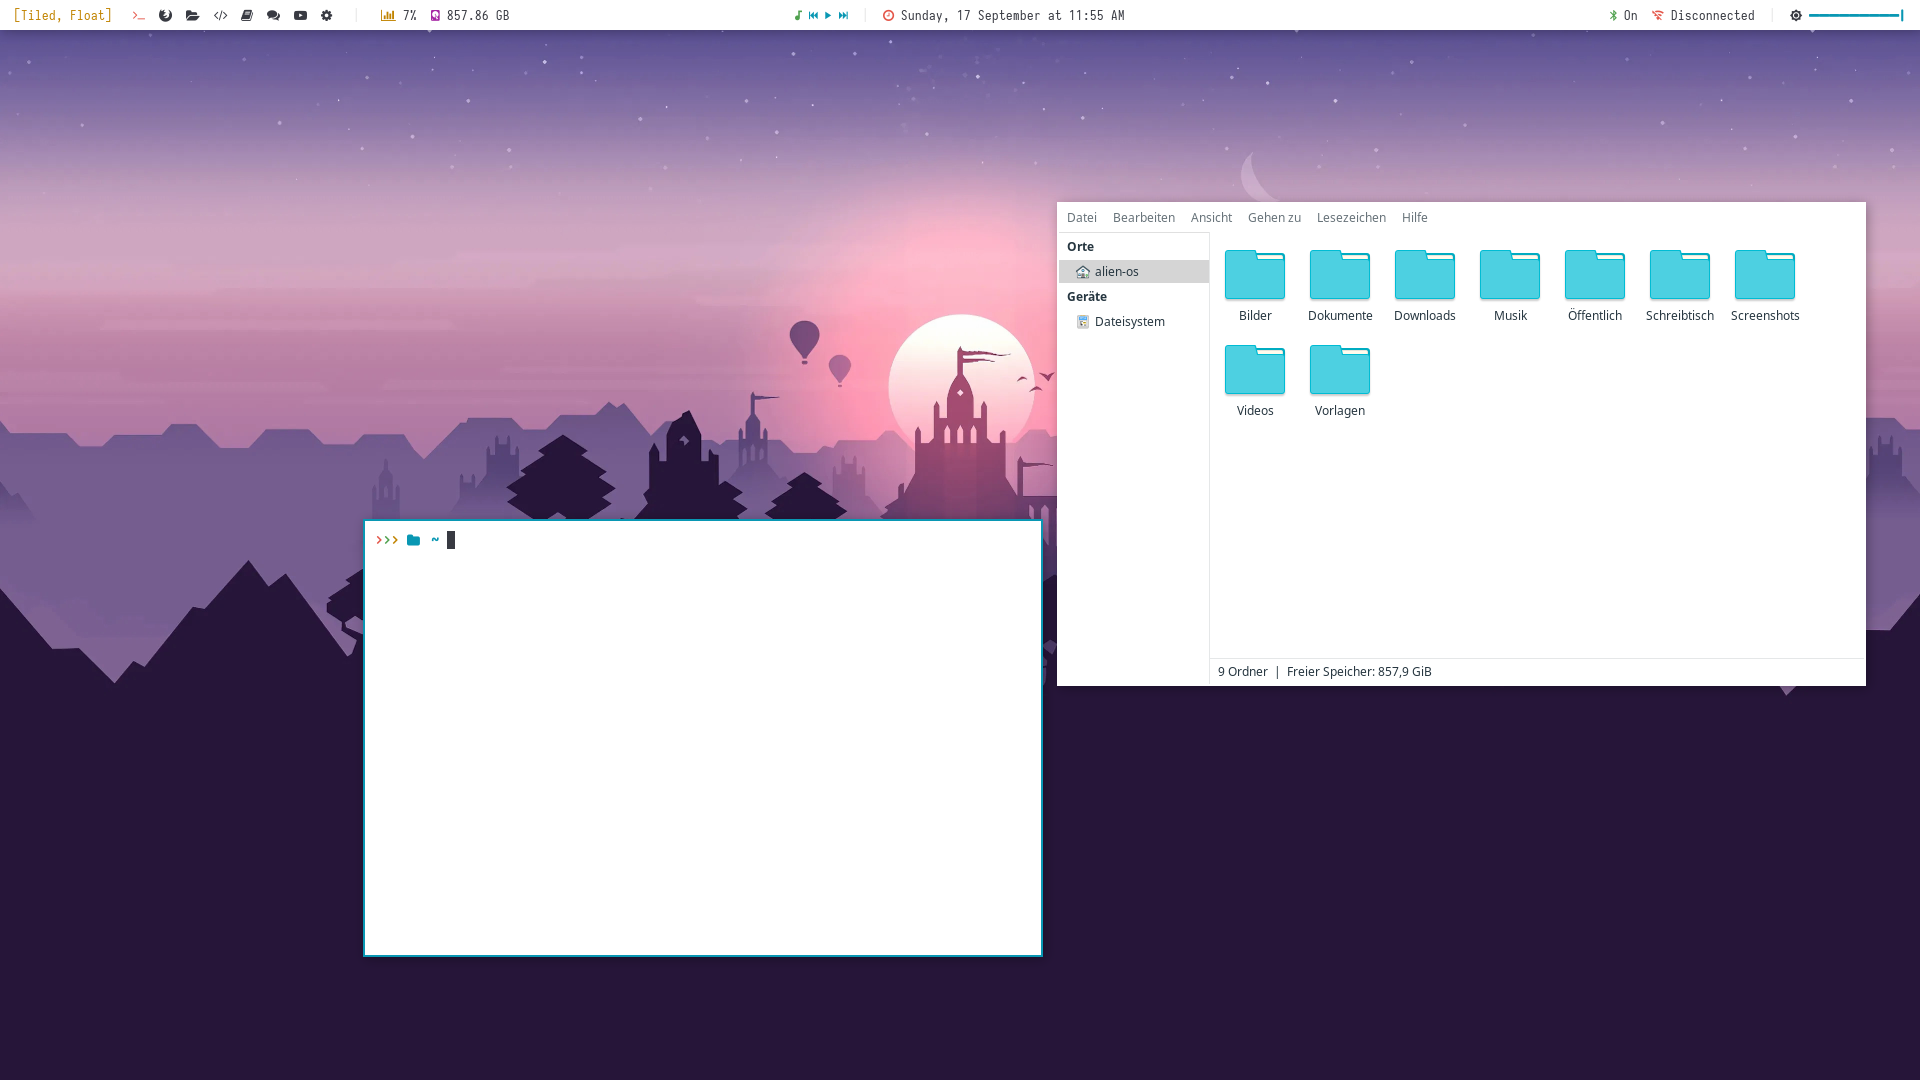 [Tiled, Float] 7% 857.86 GB Sunday, 17 September at 11:55 AM On Disconnected
Datei Bearbeiten Ansicht Gehen zu Lesezeichen Hilfe
Orte
alien-os
Geräte
Dateisystem
Bilder Dokumente Downloads Musik Öffentlich Schreibtisch Screenshots
Videos Vorlagen
9 Ordner | Freier Speicher: 857,9 GiB
~